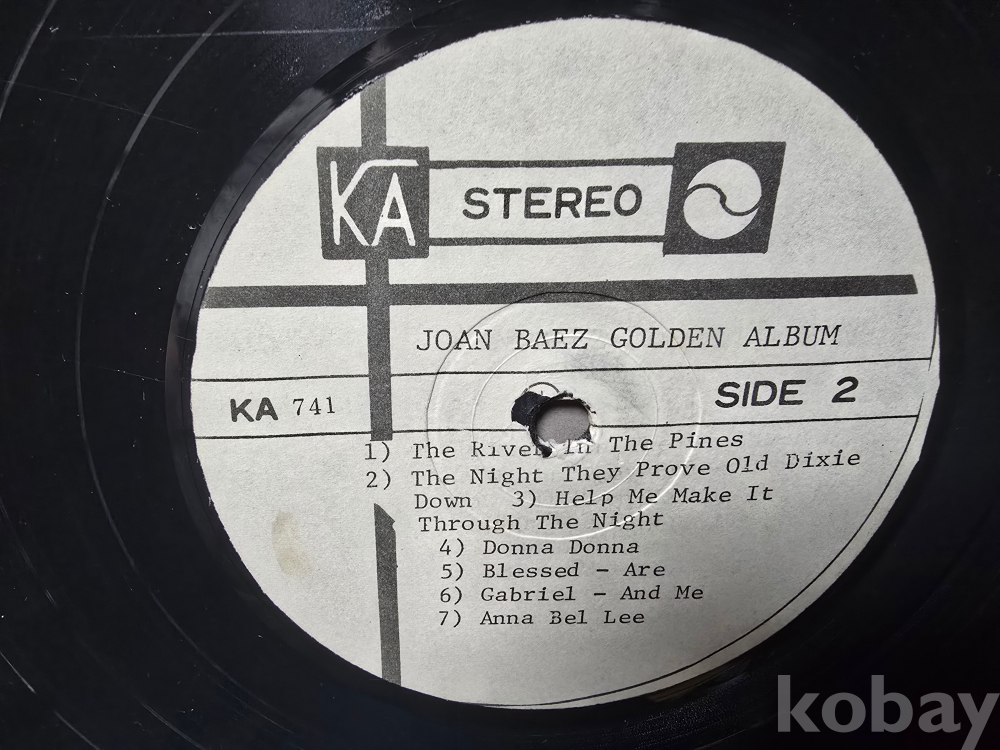 KA STEREO
JOAN BAEZ GOLDEN ALBUM
KA 741 SIDE 2
1) The River In The Pines
2) The Night They Prove Old Dixie
Down 3) Help Me Make It
Through The Night
4) Donna Donna
5) Blessed - Are
6) Gabriel - And Me
7) Anna Bel Lee
kobay